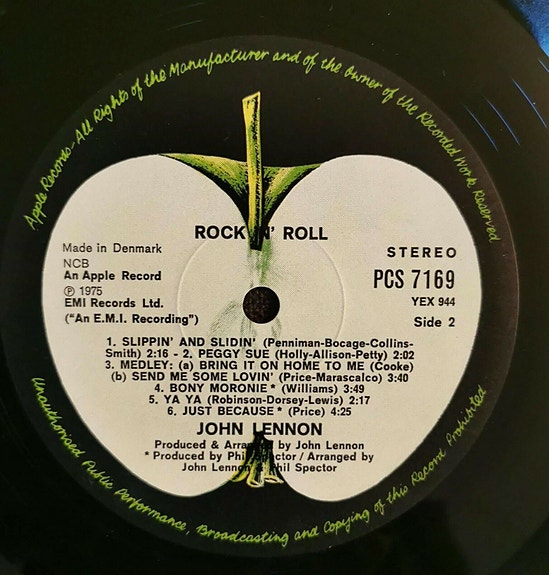 Apple Records-All Rights of the Manufacturer and of the Owner of the Recorded Work Reserved
ROCK 'N' ROLL
Made in Denmark
NCB
An Apple Record
Ⓟ 1975
EMI Records Ltd.
("An E.M.I. Recording")
STEREO
PCS 7169
YEX 944
Side 2
1. SLIPPIN' AND SLIDIN' (Penniman-Bocage-Collins-
Smith) 2:16 - 2. PEGGY SUE (Holly-Allison-Petty) 2:02
3. MEDLEY: (a) BRING IT ON HOME TO ME (Cooke)
(b) SEND ME SOME LOVIN' (Price-Marascalco) 3:40
4. BONY MORONIE * (Williams) 3:49
5. YA YA (Robinson-Dorsey-Lewis) 2:17
6. JUST BECAUSE * (Price) 4:25
JOHN LENNON
Produced & Arranged by John Lennon
* Produced by Phil Spector / Arranged by
John Lennon & Phil Spector
Unauthorised Public Performance, Broadcasting and Copying of this Record Prohibited